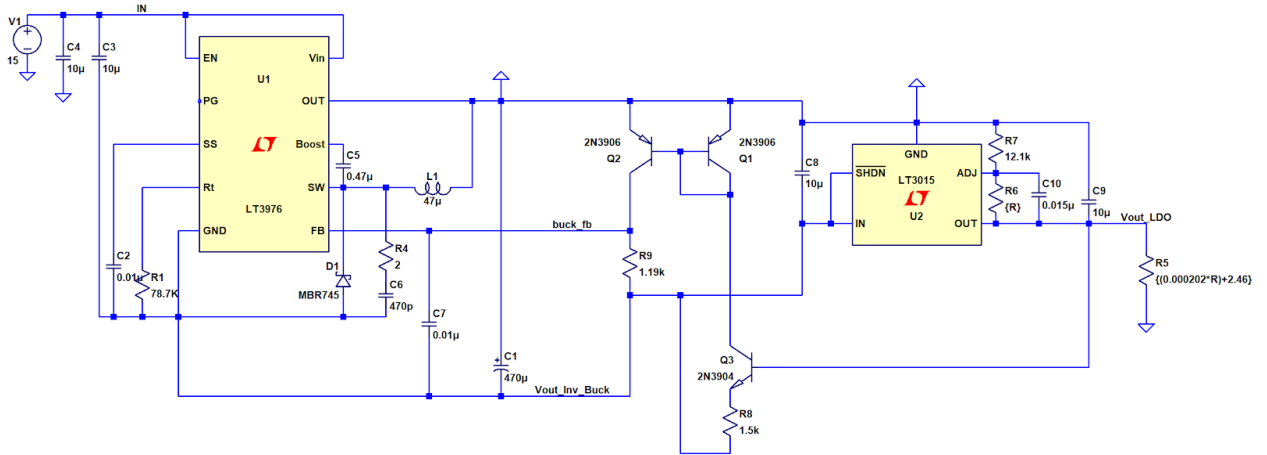 IN
V1
15
C4
10µ
C3
10µ
EN
Vin
U1
PG
OUT
SS
Boost
C5
0.47µ
Rt
SW
LT3976
GND
FB
L1
47µ
2N3906
Q2
2N3906
Q1
C8
10µ
GND
SHDN
LT3015
ADJ
U2
IN
OUT
R7
12.1k
R6
{R}
C10
0.015µ
C9
10µ
Vout_LDO
R5
{(0.000202*R)+2.46}
buck_fb
R9
1.19k
C2
0.01µ
R1
78.7K
D1
MBR745
R4
2
C6
470p
C7
0.01µ
C1
470µ
Vout_Inv_Buck
Q3
2N3904
R8
1.5k